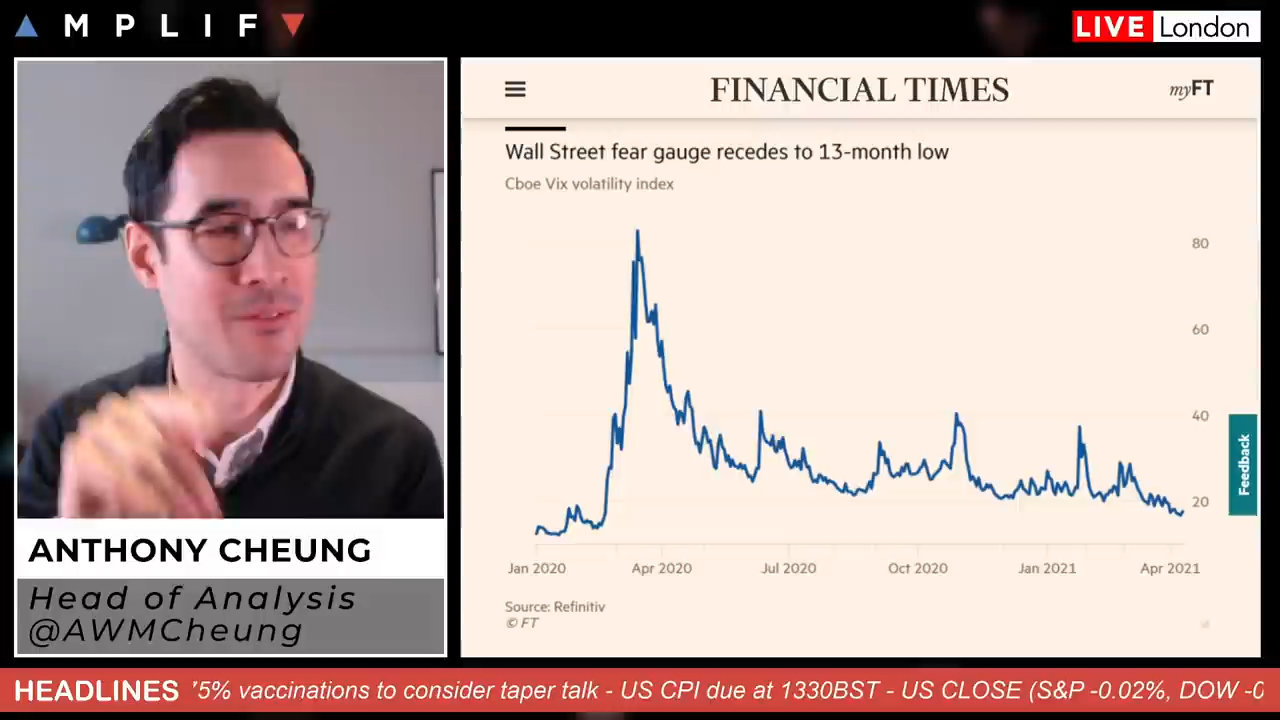 ▲ M P L I F ▼
LIVE London
FINANCIAL TIMES
myFT
Wall Street fear gauge recedes to 13-month low
Cboe Vix volatility index
80
60
40
20
Jan 2020 Apr 2020 Jul 2020 Oct 2020 Jan 2021 Apr 2021
Source: Refinitiv
© FT
Feedback
ANTHONY CHEUNG
Head of Analysis
@AWMCheung
HEADLINES '5% vaccinations to consider taper talk - US CPI due at 1330BST - US CLOSE (S&P -0.02%, DOW -0